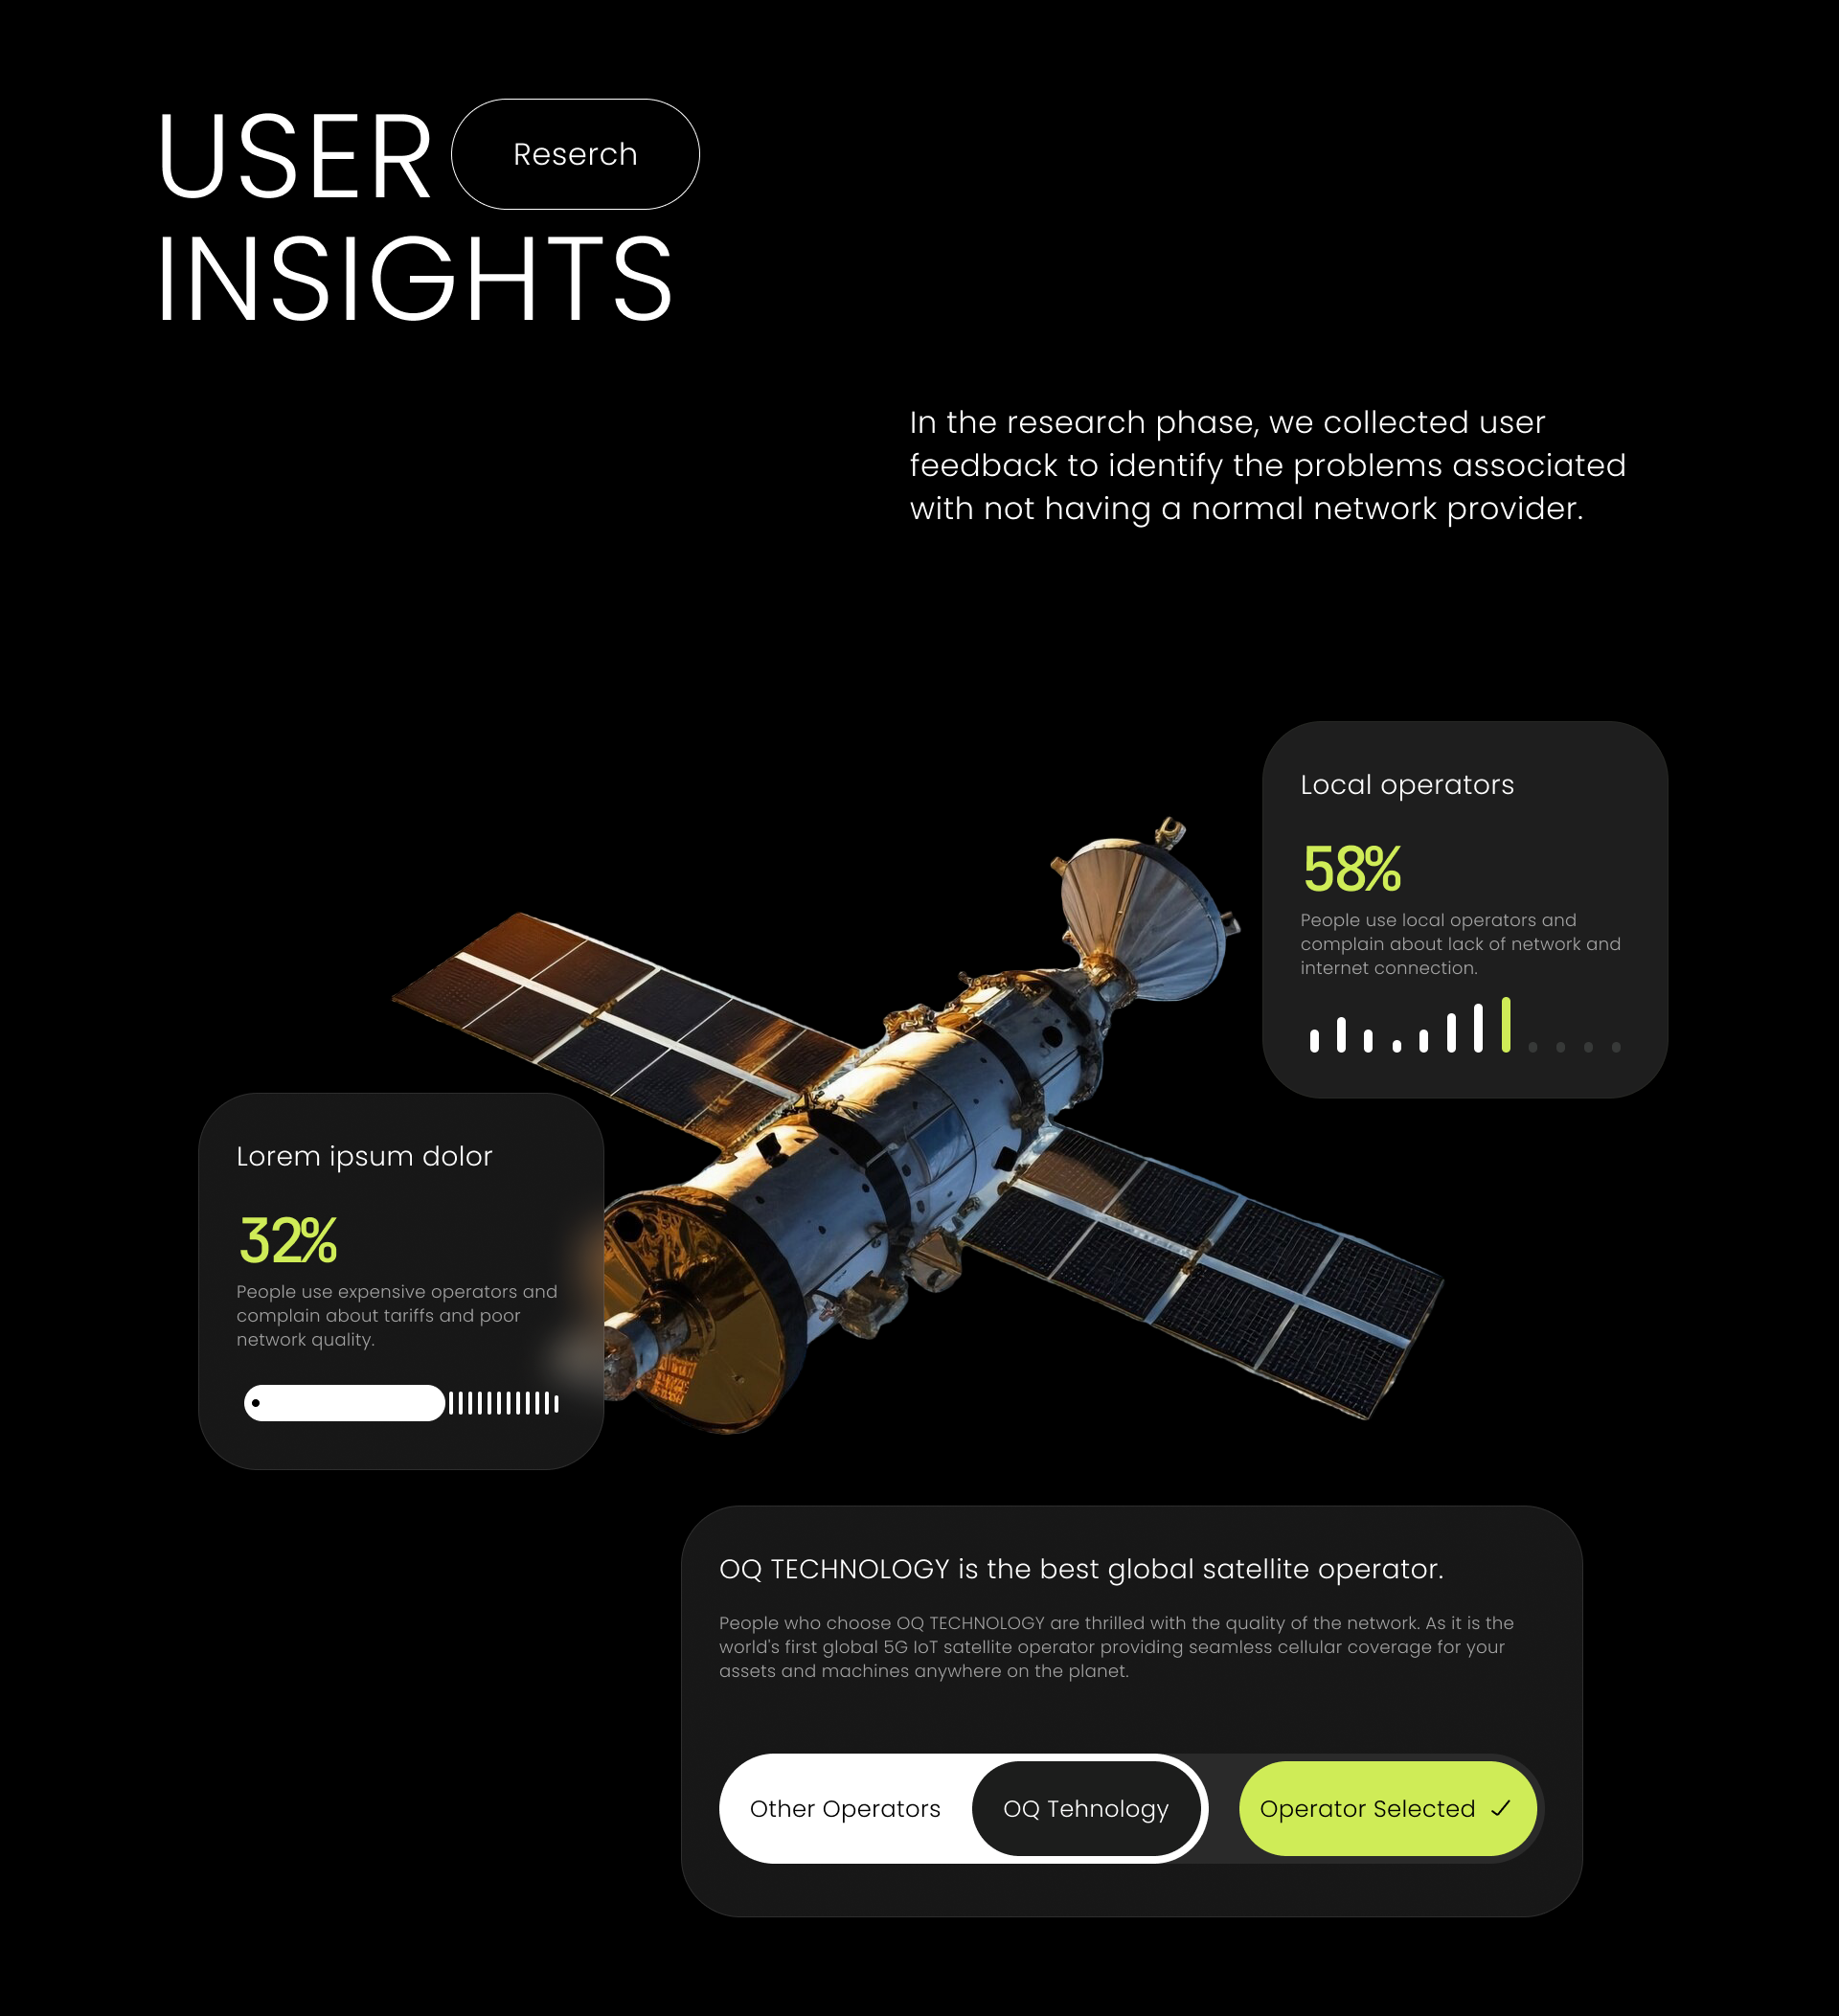 USER Reserch
INSIGHTS
In the research phase, we collected user
feedback to identify the problems associated
with not having a normal network provider.
Local operators
58%
People use local operators and
complain about lack of network and
internet connection.
Lorem ipsum dolor
32%
People use expensive operators and
complain about tariffs and poor
network quality.
OQ TECHNOLOGY is the best global satellite operator.
People who choose OQ TECHNOLOGY are thrilled with the quality of the network. As it is the
world's first global 5G IoT satellite operator providing seamless cellular coverage for your
assets and machines anywhere on the planet.
Other Operators OQ Tehnology Operator Selected ✓